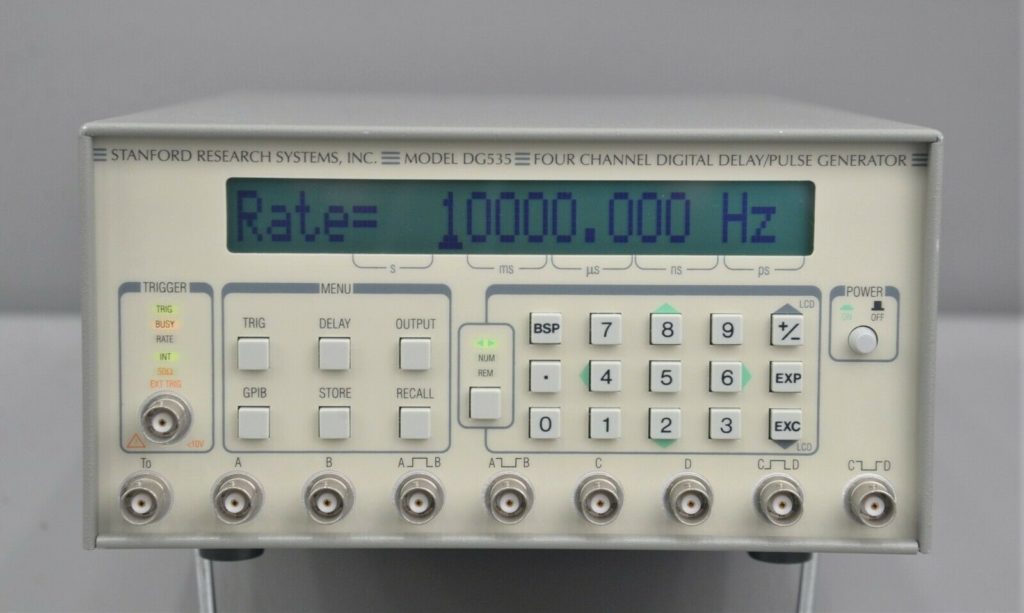 STANFORD RESEARCH SYSTEMS, INC. MODEL DG535 FOUR CHANNEL DIGITAL DELAY/PULSE GENERATOR
Rate= 10000.000 Hz
s ms µs ns ps
TRIGGER
TRIG
BUSY
RATE
INT
50Ω
EXT TRIG
<10V
MENU
TRIG DELAY OUTPUT
GPIB STORE RECALL
NUM
REM
LCD
BSP 7 8 9 +/−
. 4 5 6 EXP
0 1 2 3 EXC
LCD
POWER
ON OFF
To A B A B A B C D C D C D